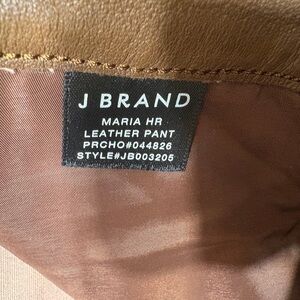 J BRAND
MARIA HR
LEATHER PANT
PRCHO#044826
STYLE#JB003205